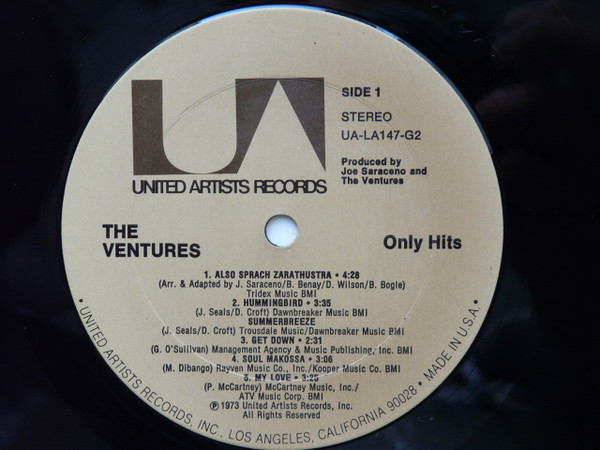 UA
SIDE 1
STEREO
UA-LA147-G2
Produced by
Joe Saraceno and
The Ventures
UNITED ARTISTS RECORDS
THE
VENTURES
Only Hits
1. ALSO SPRACH ZARATHUSTRA • 4:28
(Arr. & Adapted by J. Saraceno/B. Benay/D. Wilson/B. Bogle)
Tridex Music BMI
2. HUMMINGBIRD • 3:35
(J. Seals/D. Croft) Dawnbreaker Music BMI
SUMMERBREEZE
(J. Seals/D. Croft) Trousdale Music/Dawnbreaker Music BMI
3. GET DOWN • 2:31
(G. O'Sullivan) Management Agency & Music Publishing, Inc. BMI
4. SOUL MAKOSSA • 3:06
(M. Dibango) Rayven Music Co., Inc./Kooper Music Co. BMI
5. MY LOVE • 3:25
(P. McCartney) McCartney Music, Inc./
ATV Music Corp. BMI
℗1973 United Artists Records, Inc.
All Rights Reserved
• UNITED ARTISTS RECORDS, INC., LOS ANGELES, CALIFORNIA 90028 • MADE IN U.S.A. •